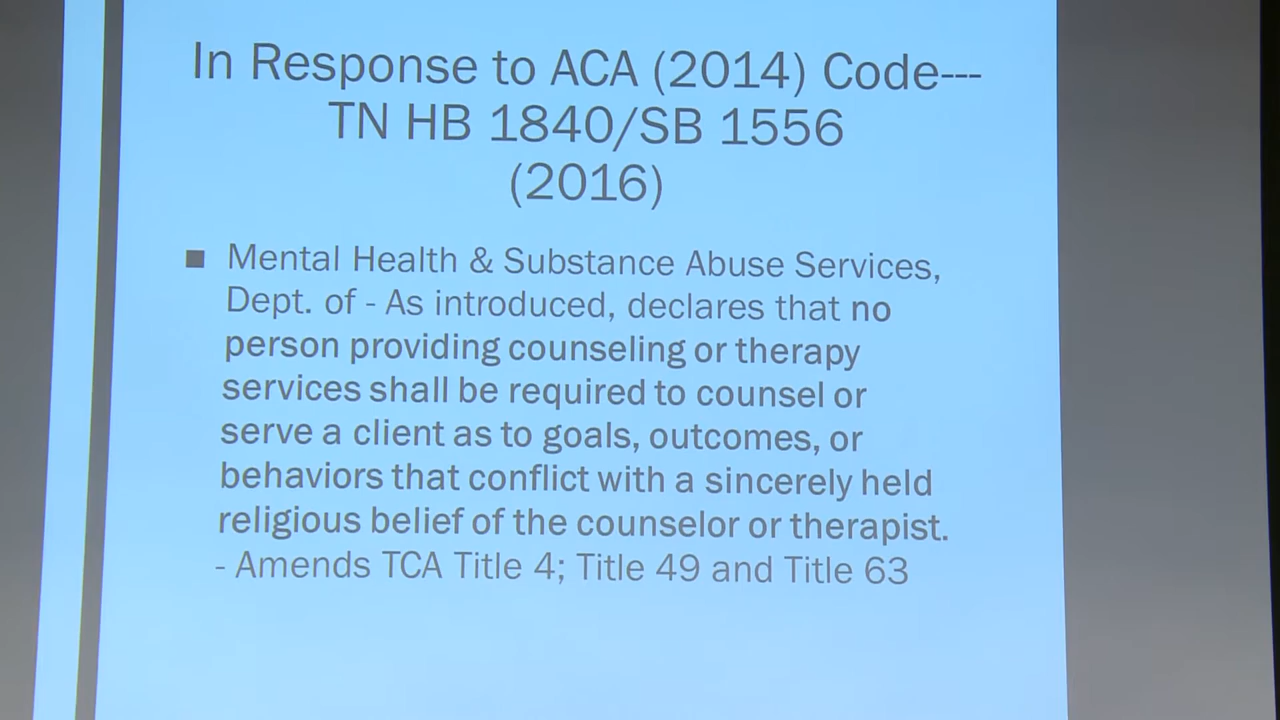 In Response to ACA (2014) Code---
TN HB 1840/SB 1556
(2016)
■ Mental Health & Substance Abuse Services,
Dept. of - As introduced, declares that no
person providing counseling or therapy
services shall be required to counsel or
serve a client as to goals, outcomes, or
behaviors that conflict with a sincerely held
religious belief of the counselor or therapist.
- Amends TCA Title 4; Title 49 and Title 63